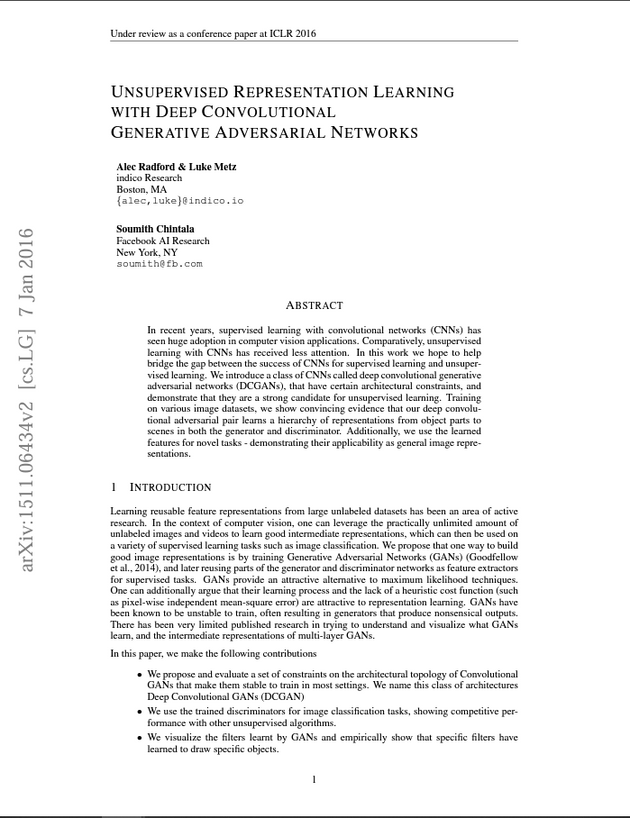 Under review as a conference paper at ICLR 2016
UNSUPERVISED REPRESENTATION LEARNING
WITH DEEP CONVOLUTIONAL
GENERATIVE ADVERSARIAL NETWORKS
Alec Radford & Luke Metz
indico Research
Boston, MA
{alec,luke}@indico.io
Soumith Chintala
Facebook AI Research
New York, NY
soumith@fb.com
ABSTRACT
In recent years, supervised learning with convolutional networks (CNNs) has
seen huge adoption in computer vision applications. Comparatively, unsupervised
learning with CNNs has received less attention. In this work we hope to help
bridge the gap between the success of CNNs for supervised learning and unsuper-
vised learning. We introduce a class of CNNs called deep convolutional generative
adversarial networks (DCGANs), that have certain architectural constraints, and
demonstrate that they are a strong candidate for unsupervised learning. Training
on various image datasets, we show convincing evidence that our deep convolu-
tional adversarial pair learns a hierarchy of representations from object parts to
scenes in both the generator and discriminator. Additionally, we use the learned
features for novel tasks - demonstrating their applicability as general image repre-
sentations.
1 INTRODUCTION
Learning reusable feature representations from large unlabeled datasets has been an area of active
research. In the context of computer vision, one can leverage the practically unlimited amount of
unlabeled images and videos to learn good intermediate representations, which can then be used on
a variety of supervised learning tasks such as image classification. We propose that one way to build
good image representations is by training Generative Adversarial Networks (GANs) (Goodfellow
et al., 2014), and later reusing parts of the generator and discriminator networks as feature extractors
for supervised tasks. GANs provide an attractive alternative to maximum likelihood techniques.
One can additionally argue that their learning process and the lack of a heuristic cost function (such
as pixel-wise independent mean-square error) are attractive to representation learning. GANs have
been known to be unstable to train, often resulting in generators that produce nonsensical outputs.
There has been very limited published research in trying to understand and visualize what GANs
learn, and the intermediate representations of multi-layer GANs.
In this paper, we make the following contributions
• We propose and evaluate a set of constraints on the architectural topology of Convolutional
GANs that make them stable to train in most settings. We name this class of architectures
Deep Convolutional GANs (DCGAN)
• We use the trained discriminators for image classification tasks, showing competitive per-
formance with other unsupervised algorithms.
• We visualize the filters learnt by GANs and empirically show that specific filters have
learned to draw specific objects.
1
arXiv:1511.06434v2 [cs.LG] 7 Jan 2016